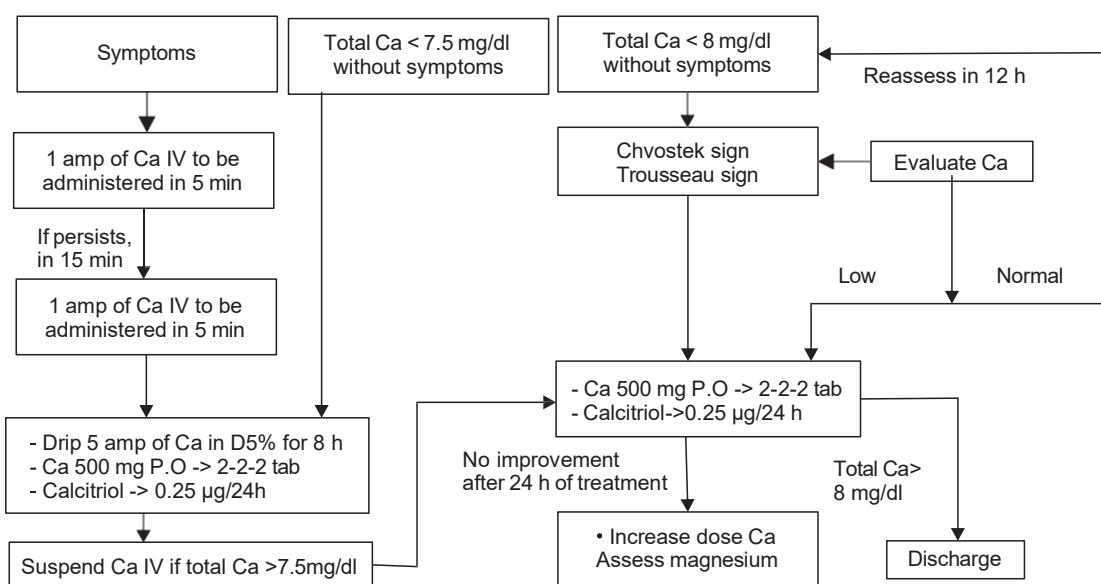 Symptoms
Total Ca < 7.5 mg/dl
without symptoms
Total Ca < 8 mg/dl
without symptoms
Reassess in 12 h
1 amp of Ca IV to be
administered in 5 min
Chvostek sign
Trousseau sign
Evaluate Ca
If persists,
in 15 min
1 amp of Ca IV to be
administered in 5 min
Low
Normal
- Drip 5 amp of Ca in D5% for 8 h
- Ca 500 mg P.O -> 2-2-2 tab
- Calcitriol -> 0.25 µg/24h
- Ca 500 mg P.O -> 2-2-2 tab
- Calcitriol->0.25 µg/24 h
No improvement
after 24 h of treatment
Total Ca>
8 mg/dl
Suspend Ca IV if total Ca >7.5mg/dl
• Increase dose Ca
Assess magnesium
Discharge